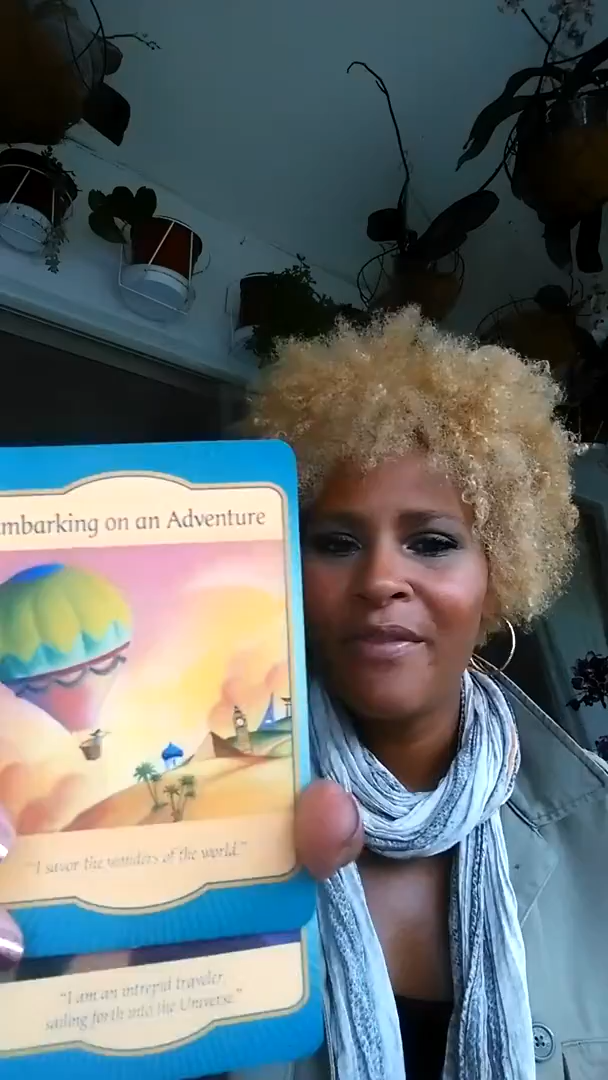 mbarking on an Adventure
"I savor the wonders of the world."
"I am an intrepid traveler,
sailing forth into the Universe."